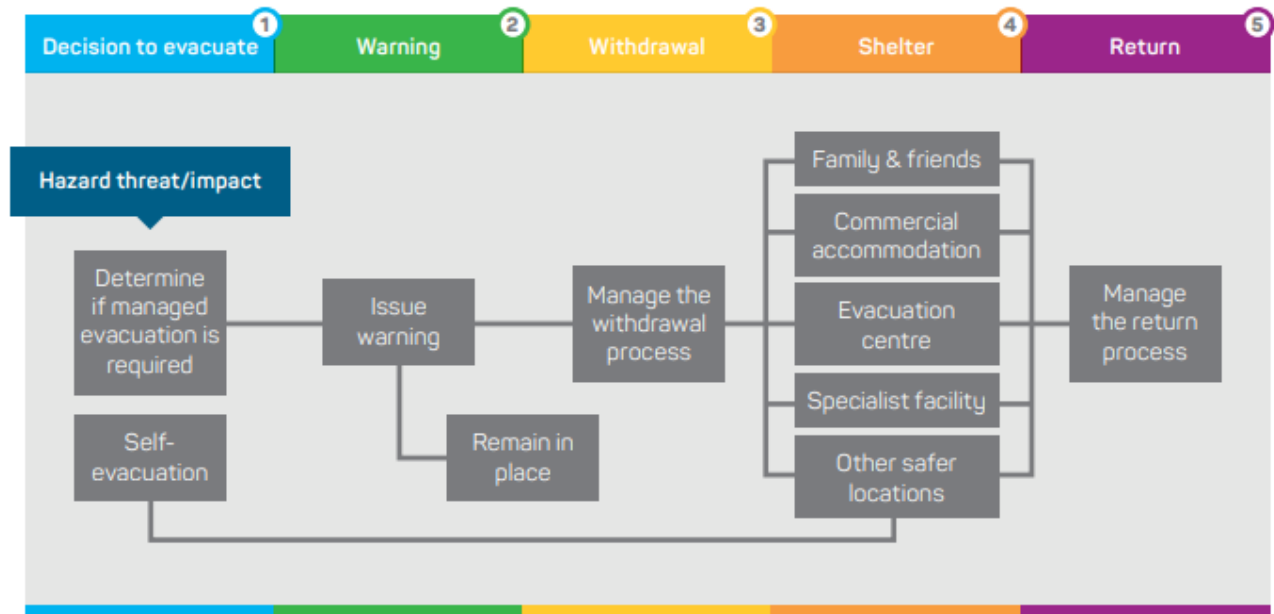 Decision to evacuate
1
Warning
2
Withdrawal
3
Shelter
4
Return
5
Hazard threat/impact
Determine
if managed
evacuation is
required
Self-
evacuation
Issue
warning
Remain in
place
Manage the
withdrawal
process
Family & friends
Commercial
accommodation
Evacuation
centre
Specialist facility
Other safer
locations
Manage
the return
process